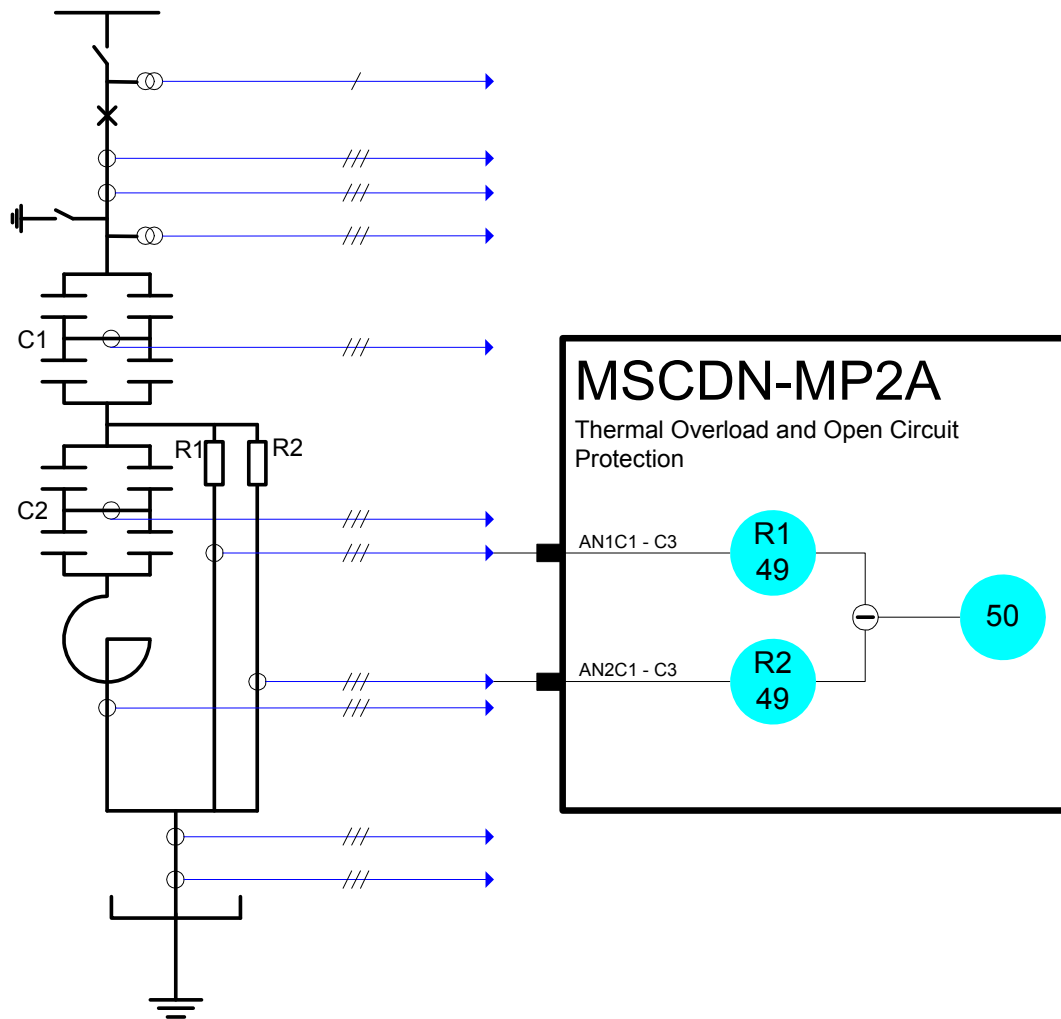 C1
R1
R2
C2
MSCDN-MP2A
Thermal Overload and Open Circuit
Protection
AN1C1 - C3
R1
49
50
AN2C1 - C3
R2
49